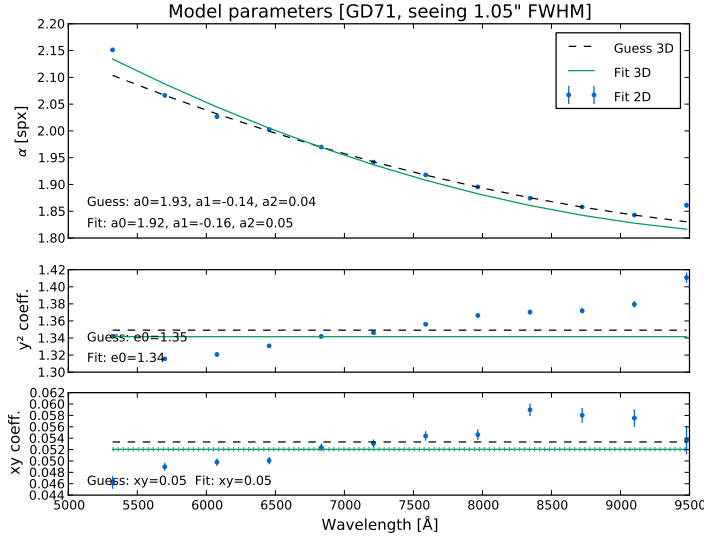 Model parameters [GD71, seeing 1.05" FWHM]
2.20
2.15
2.10
2.05
2.00
1.95
1.90
1.85
1.80
α [spx]
Guess 3D
Fit 3D
Fit 2D
Guess: a0=1.93, a1=-0.14, a2=0.04
Fit: a0=1.92, a1=-0.16, a2=0.05
1.42
1.40
1.38
1.36
1.34
1.32
1.30
y² coeff.
Guess: e0=1.35
Fit: e0=1.34
0.062
0.060
0.058
0.056
0.054
0.052
0.050
0.048
0.046
0.044
xy coeff.
Guess: xy=0.05 Fit: xy=0.05
5000 5500 6000 6500 7000 7500 8000 8500 9000 9500
Wavelength [Å]